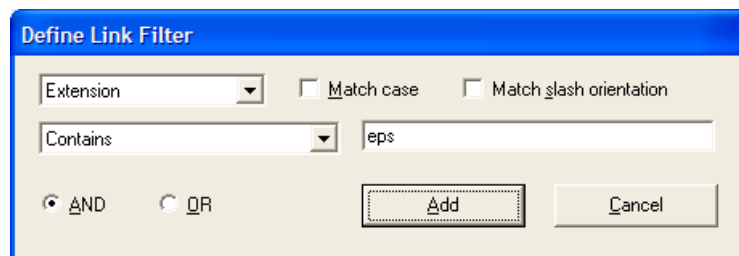 Define Link Filter
Extension Match case Match slash orientation
Contains eps
AND OR Add Cancel